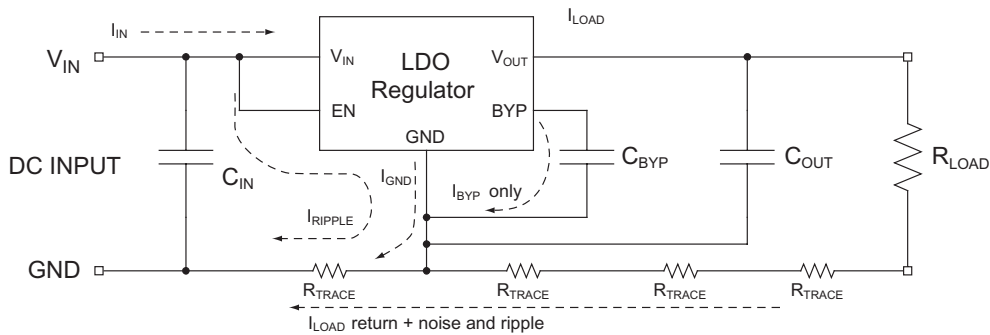 I_IN
I_LOAD
V_IN
V_IN
LDO
Regulator
V_OUT
EN
BYP
GND
DC INPUT
C_IN
I_GND
I_BYP only
C_BYP
C_OUT
R_LOAD
I_RIPPLE
GND
R_TRACE
R_TRACE
R_TRACE
R_TRACE
I_LOAD return + noise and ripple